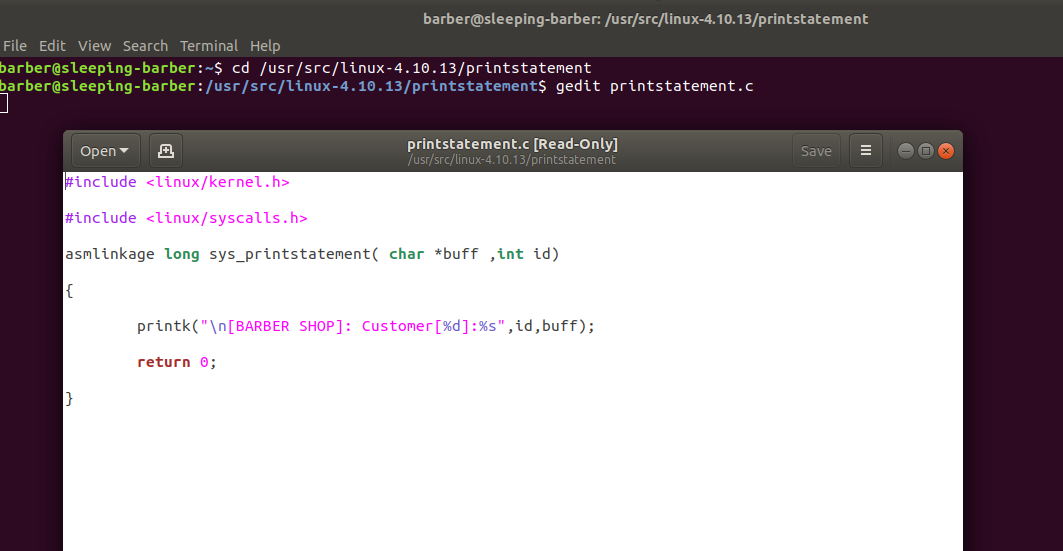 barber@sleeping-barber: /usr/src/linux-4.10.13/printstatement
File Edit View Search Terminal Help
barber@sleeping-barber:~$ cd /usr/src/linux-4.10.13/printstatement
barber@sleeping-barber:/usr/src/linux-4.10.13/printstatement$ gedit printstatement.c
Open
printstatement.c [Read-Only]
/usr/src/linux-4.10.13/printstatement
Save
#include <linux/kernel.h>
#include <linux/syscalls.h>
asmlinkage long sys_printstatement( char *buff ,int id)
{
printk("\n[BARBER SHOP]: Customer[%d]:%s",id,buff);
return 0;
}